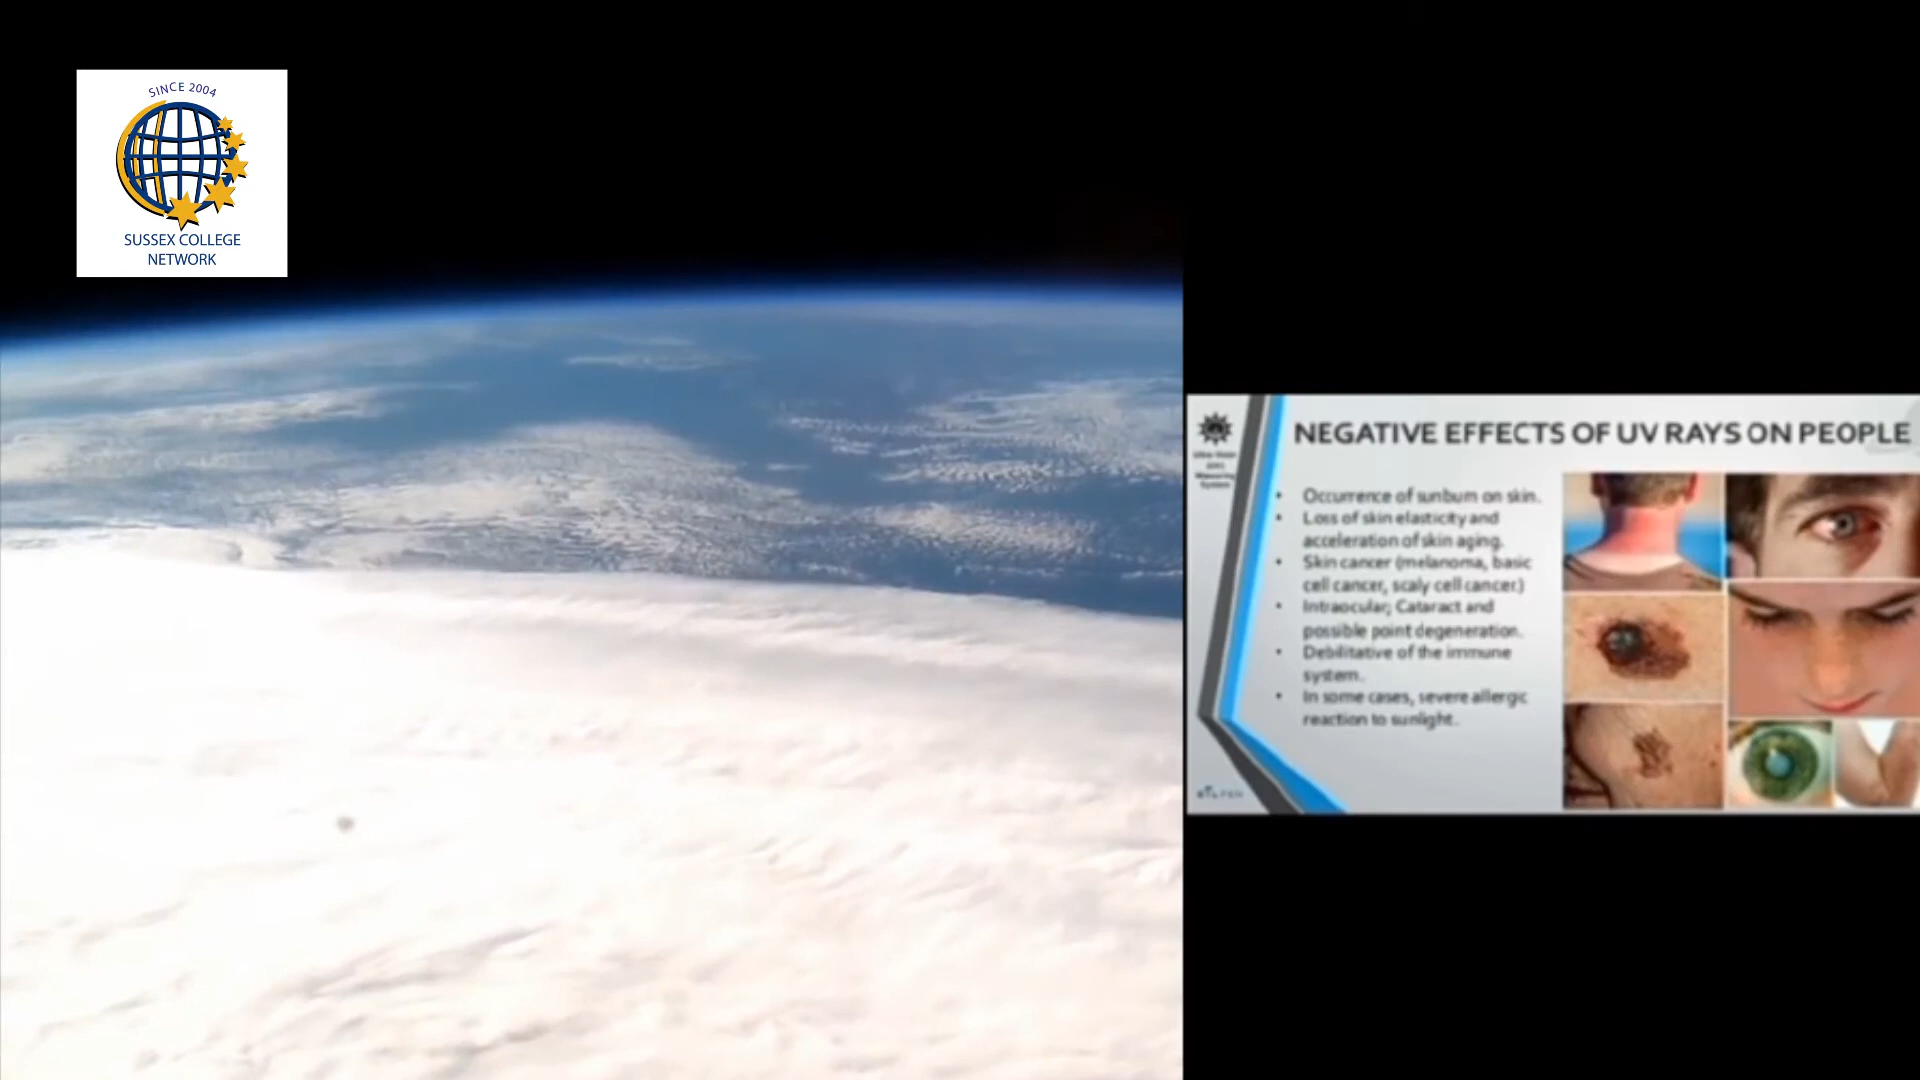 SINCE 2004
SUSSEX COLLEGE
NETWORK
NEGATIVE EFFECTS OF UV RAYS ON PEOPLE
• Occurrence of sunburn on skin.
• Loss of skin elasticity and
acceleration of skin aging.
• Skin cancer (melanoma, basic
cell cancer, scaly cell cancer)
• Intraocular; Cataract and
possible point degeneration.
• Debilitative of the immune
system.
• In some cases, severe allergic
reaction to sunlight.